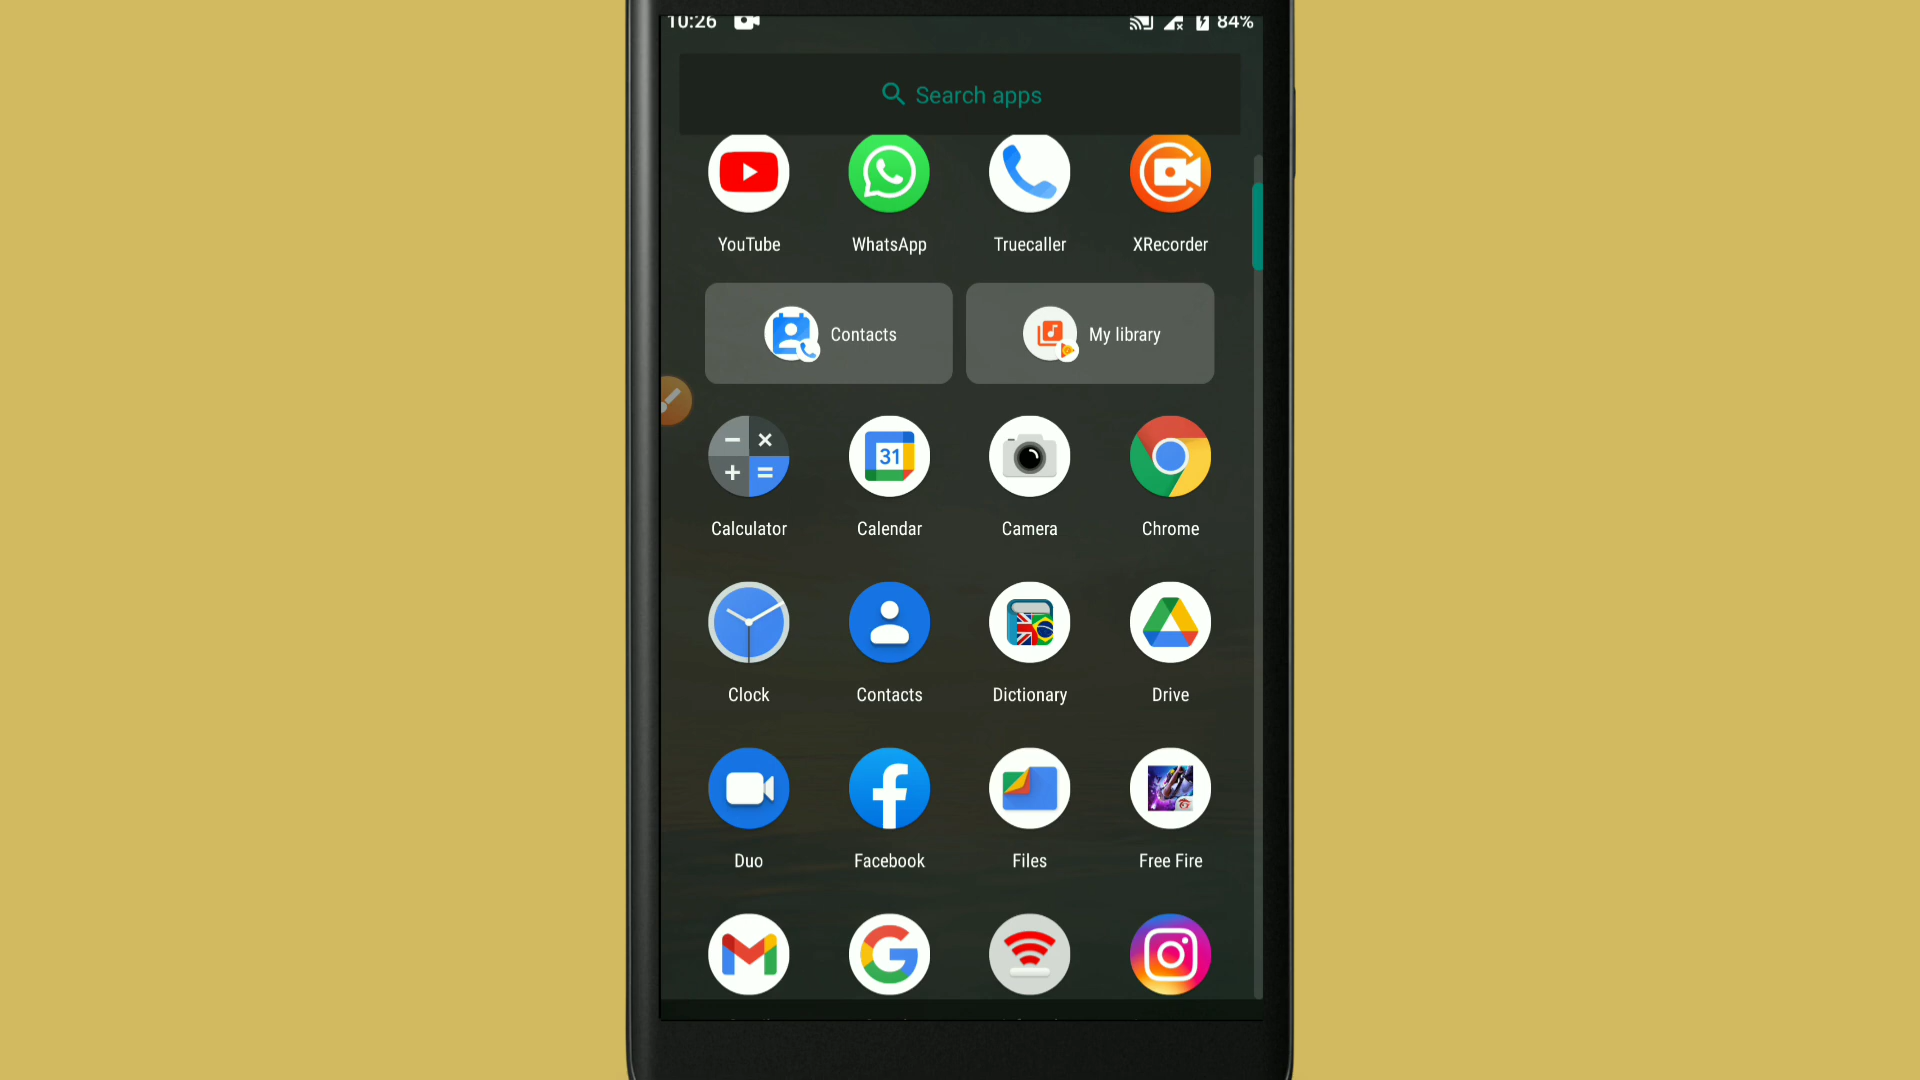 10:26
84%
Search apps
YouTube
WhatsApp
Truecaller
XRecorder
Contacts
My library
31
Calculator
Calendar
Camera
Chrome
Clock
Contacts
Dictionary
Drive
Duo
Facebook
Files
Free Fire